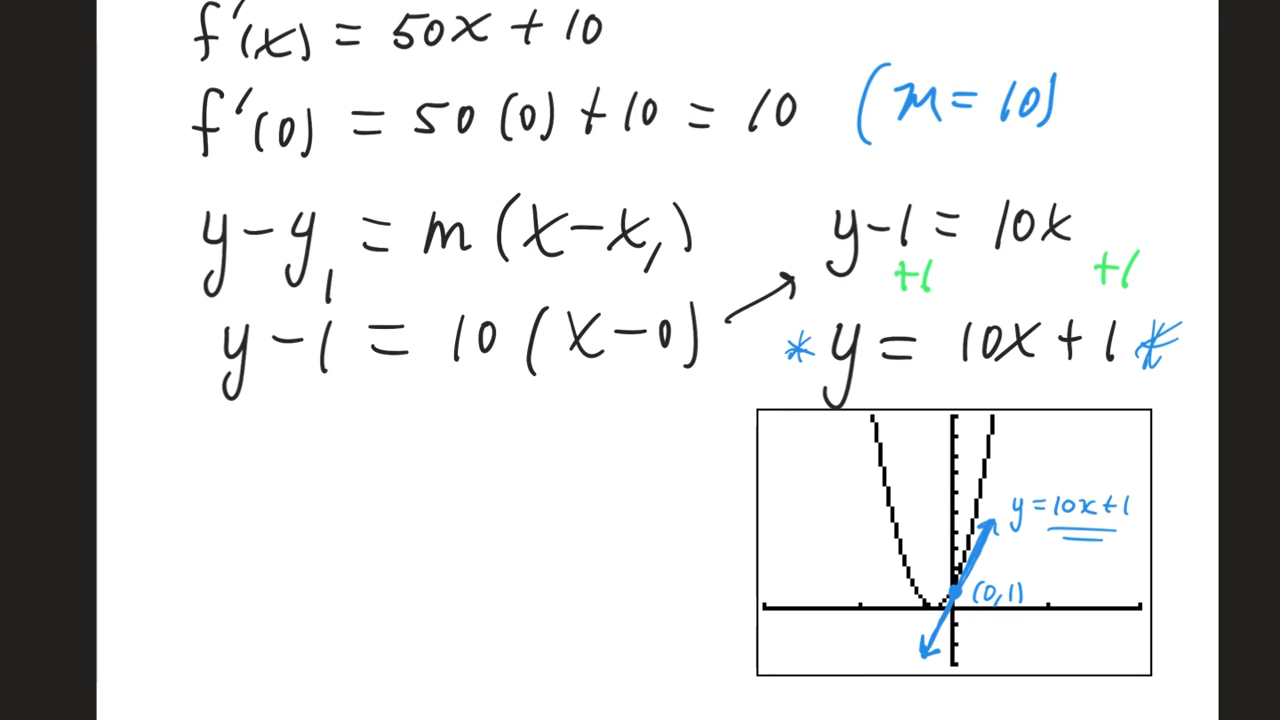 f'(x) = 50x + 10
f'(0) = 50(0) + 10 = 10 (m = 10)
y - y₁ = m(x - x₁)
y - 1 = 10(x - 0)
y - 1 = 10x
+1 +1
* y = 10x + 1 *
y = 10x + 1
(0,1)